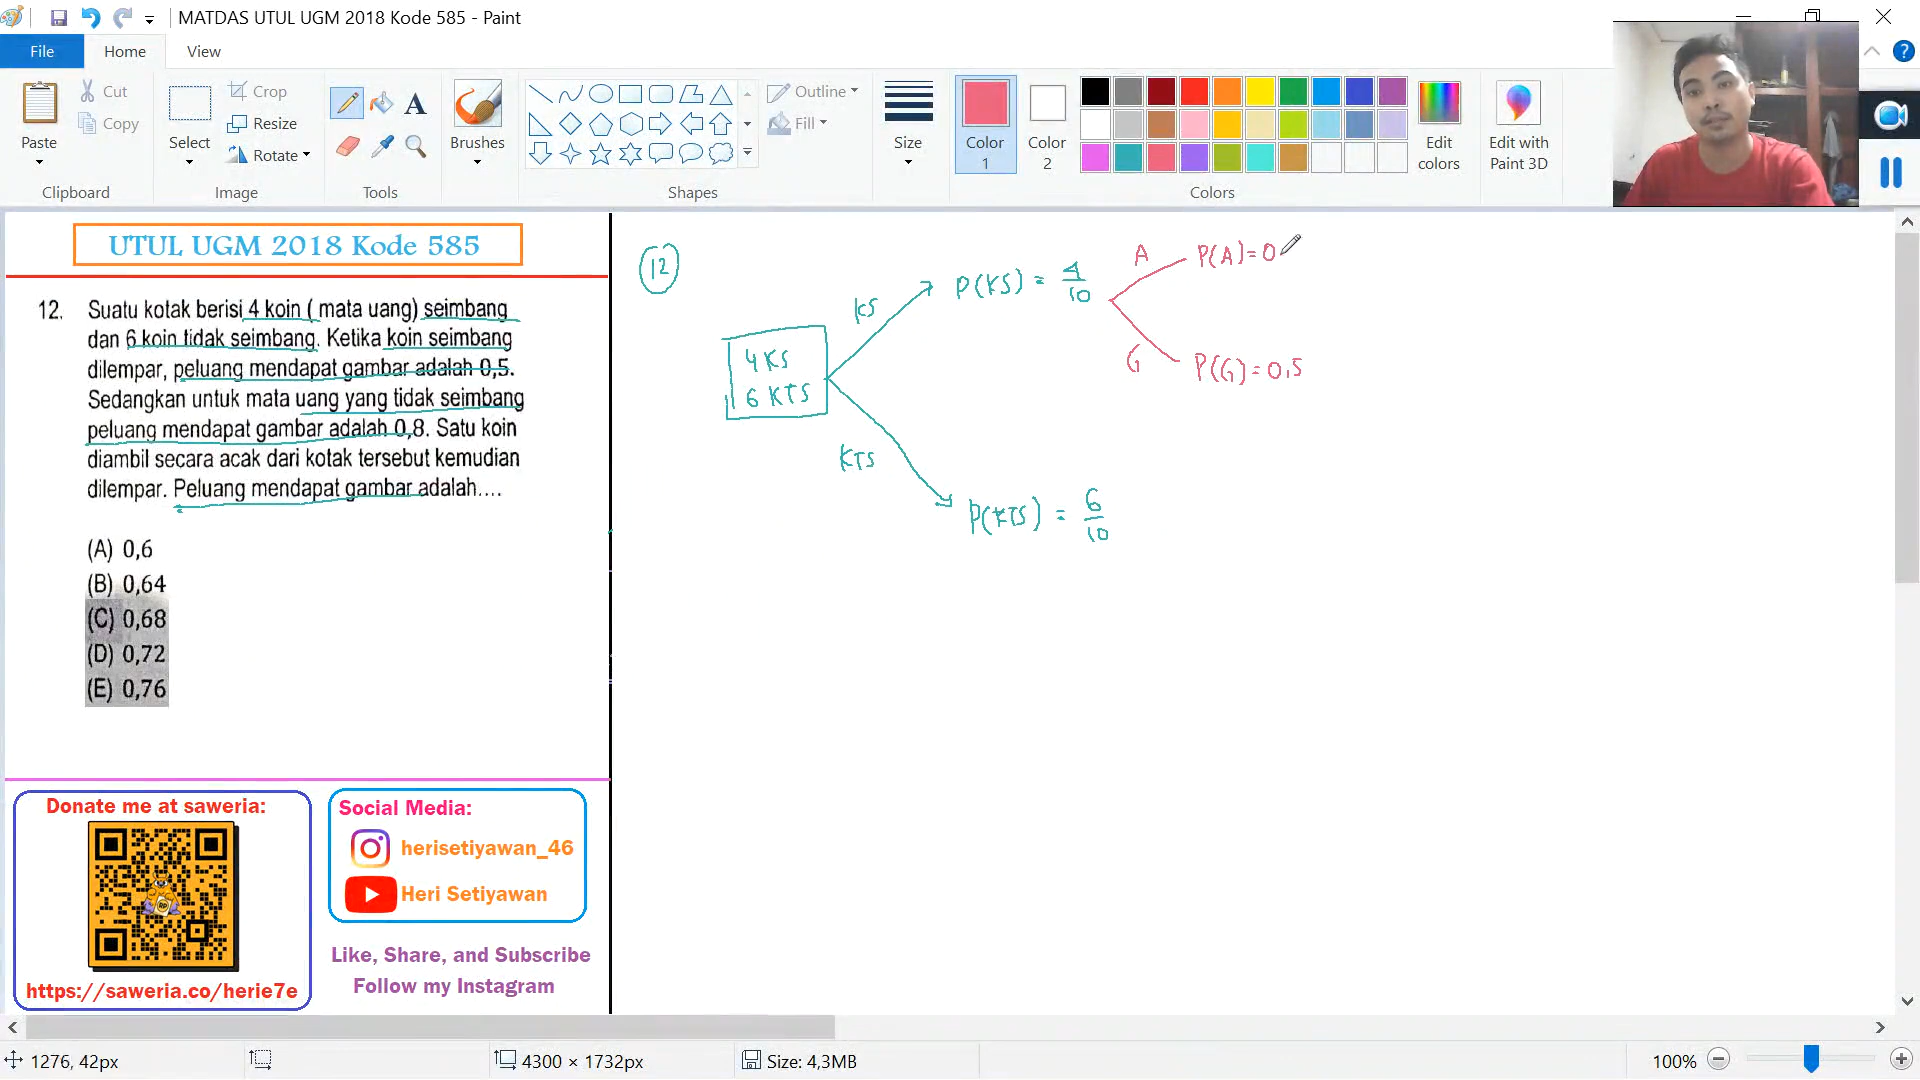 MATDAS UTUL UGM 2018 Kode 585 - Paint
File
Home
View
Paste
Cut
Copy
Clipboard
Select
Crop
Resize
Rotate
Image
A
Tools
Brushes
Shapes
Outline
Fill
Size
Color
1
Color
2
Colors
Edit
colors
Edit with
Paint 3D
?
UTUL UGM 2018 Kode 585
12. Suatu kotak berisi 4 koin ( mata uang) seimbang
dan 6 koin tidak seimbang. Ketika koin seimbang
dilempar, peluang mendapat gambar adalah 0,5.
Sedangkan untuk mata uang yang tidak seimbang
peluang mendapat gambar adalah 0,8. Satu koin
diambil secara acak dari kotak tersebut kemudian
dilempar. Peluang mendapat gambar adalah....
(A) 0,6
(B) 0,64
(C) 0,68
(D) 0,72
(E) 0,76
Donate me at saweria:
RP
https://saweria.co/herie7e
Social Media:
herisetiyawan_46
Heri Setiyawan
Like, Share, and Subscribe
Follow my Instagram
12
4 KS
6 KTS
KS
P(KS) = 4/10
KTS
P(KTS) = 6/10
A
P(A) = 0
G
P(G) = 0,5
1276, 42px
4300 × 1732px
Size: 4,3MB
100%